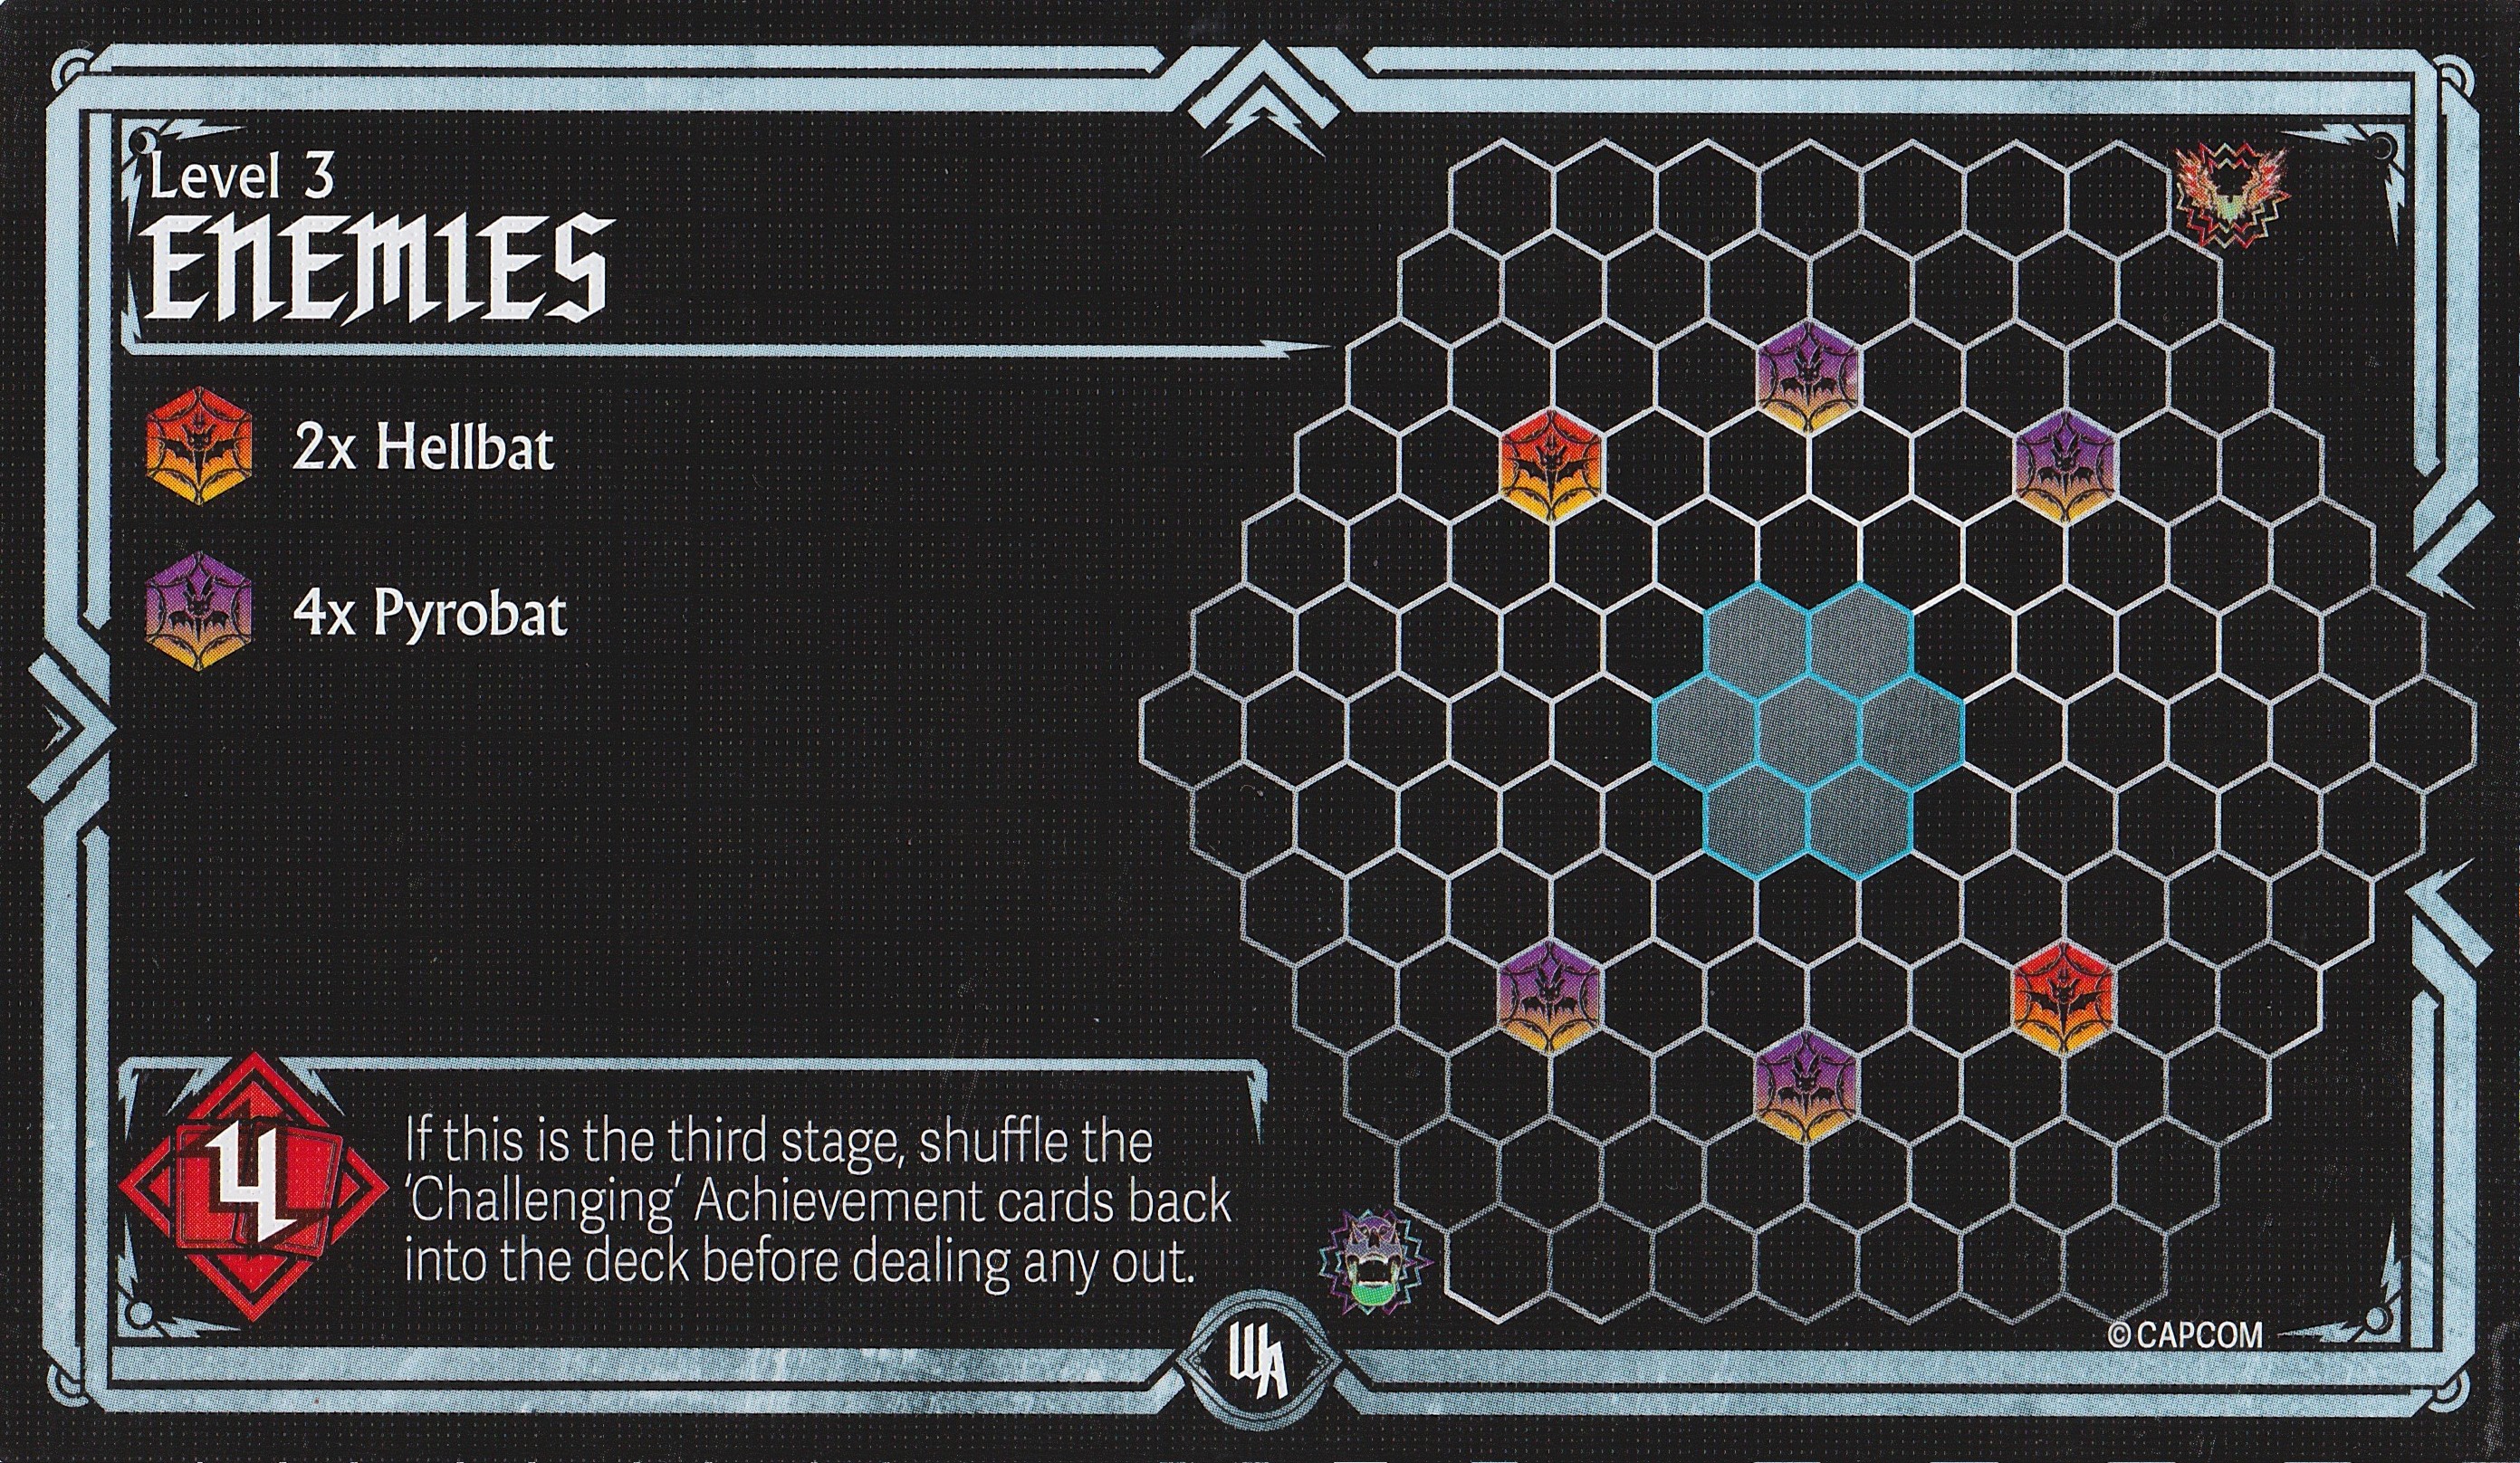 Level 3
ENEMIES
2x Hellbat
4x Pyrobat
4
If this is the third stage, shuffle the
'Challenging' Achievement cards back
into the deck before dealing any out.
WA
© CAPCOM